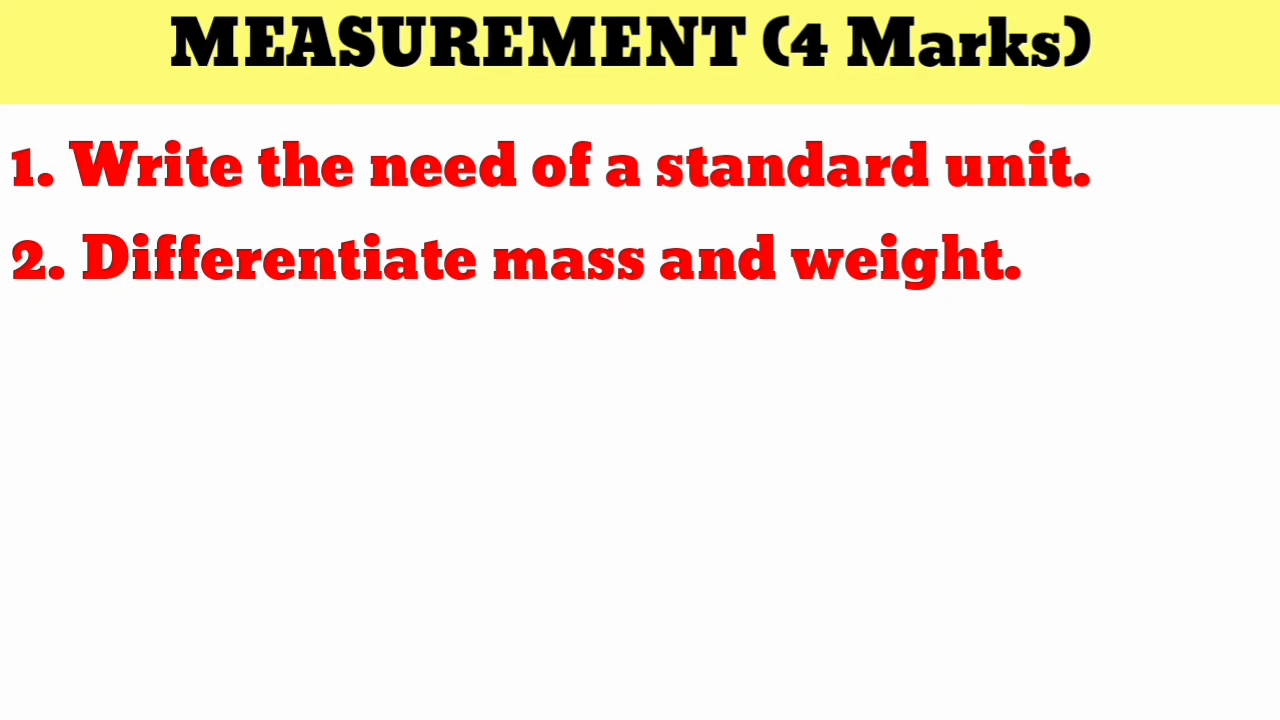 MEASUREMENT (4 Marks)
1. Write the need of a standard unit.
2. Differentiate mass and weight.